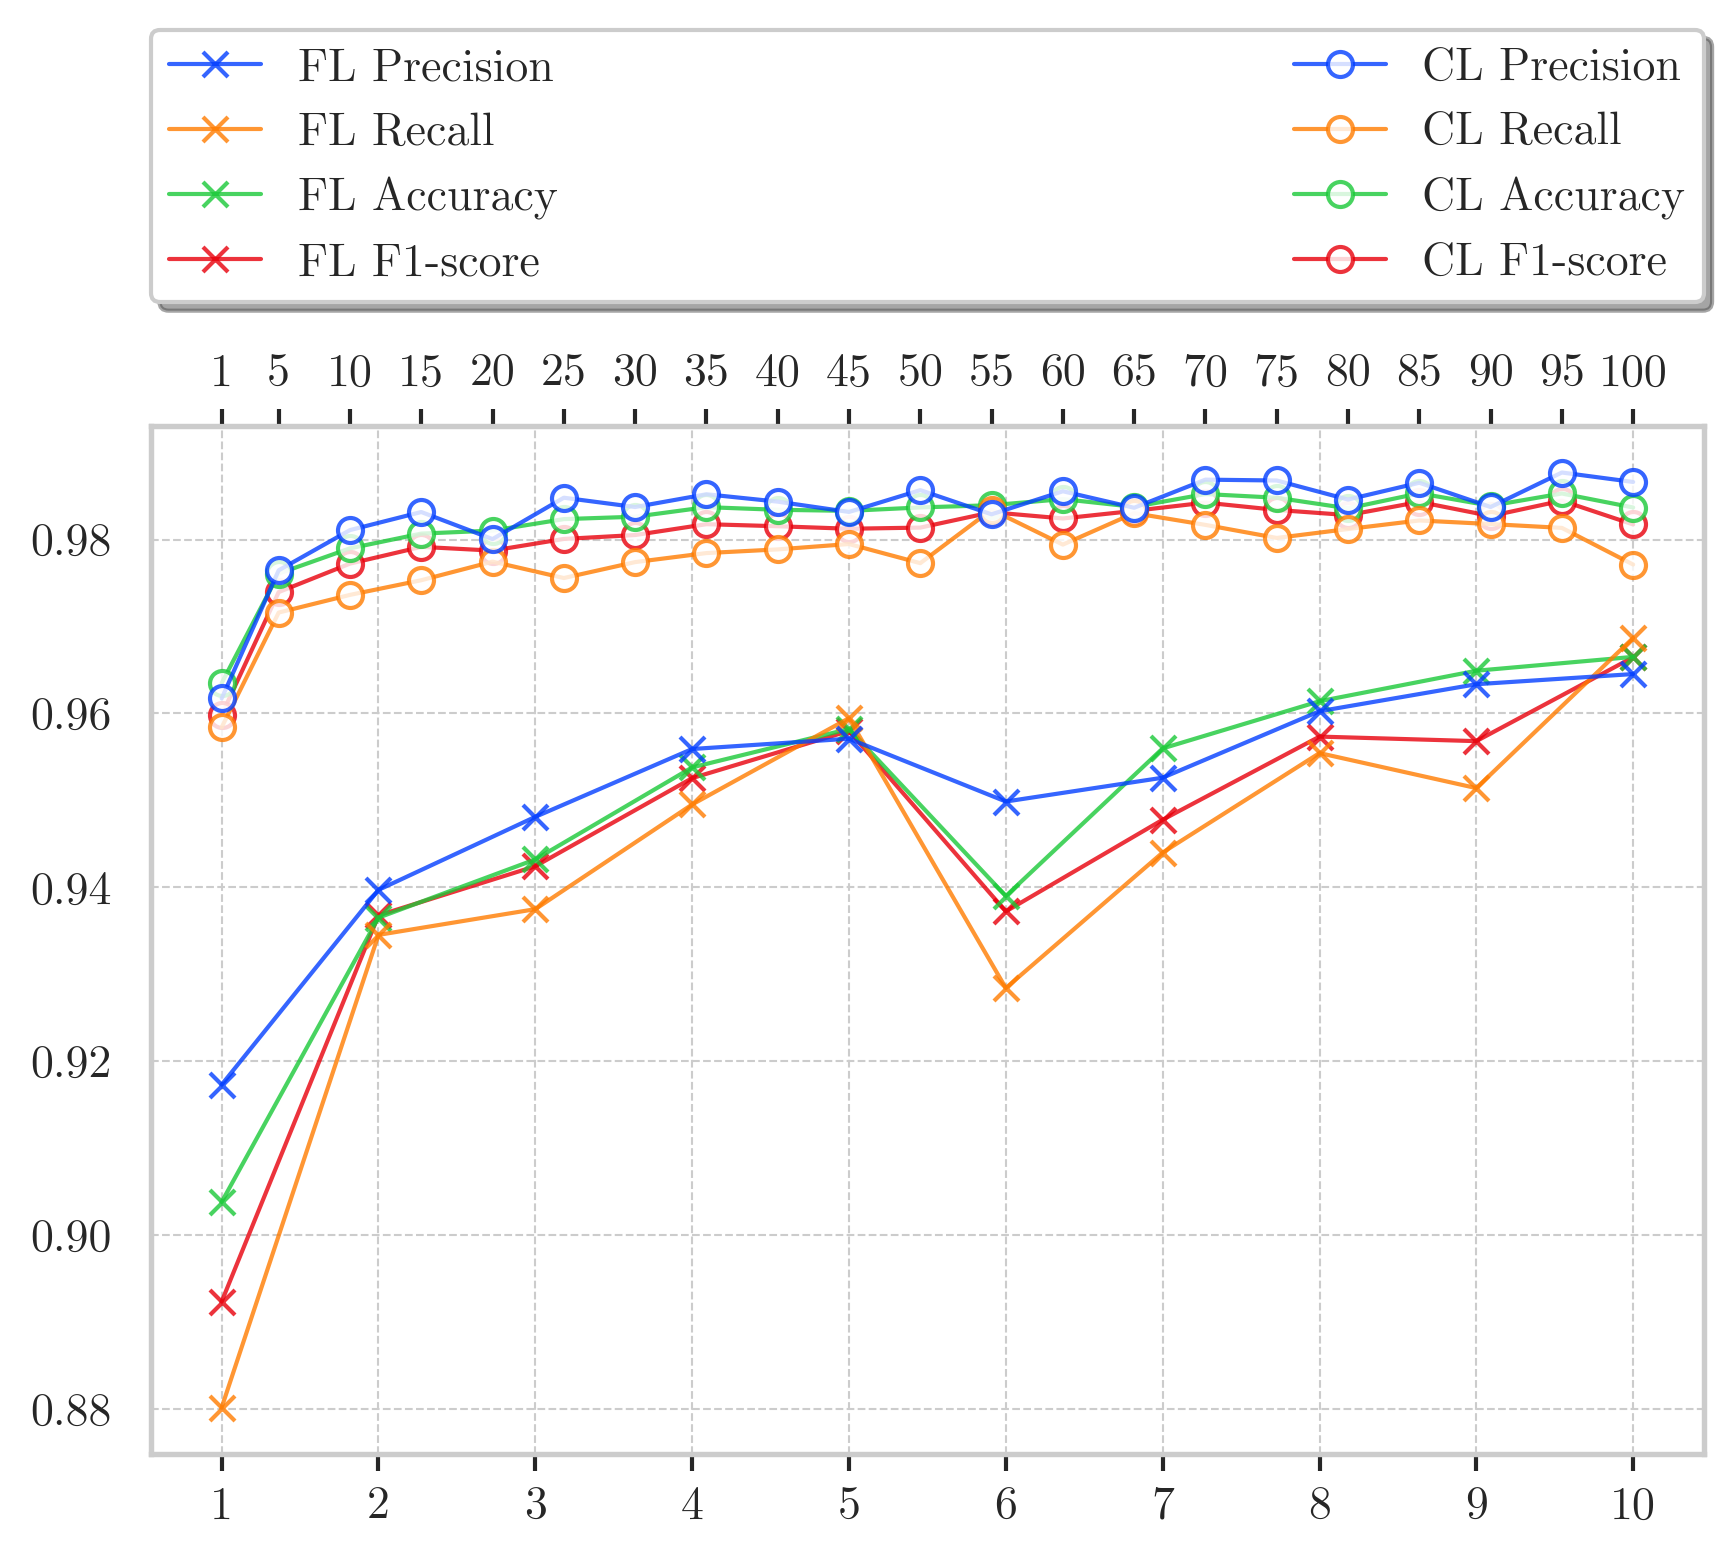 FL Precision CL Precision
FL Recall CL Recall
FL Accuracy CL Accuracy
FL F1-score CL F1-score
1 5 10 15 20 25 30 35 40 45 50 55 60 65 70 75 80 85 90 95 100
0.98
0.96
0.94
0.92
0.90
0.88
1 2 3 4 5 6 7 8 9 10